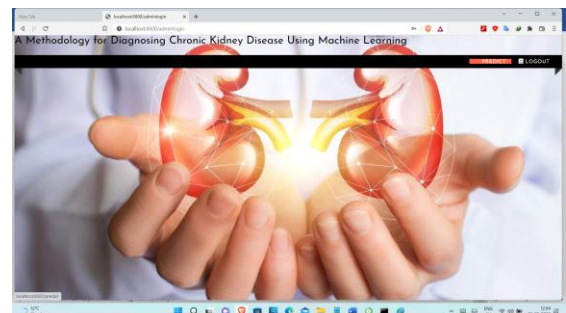 New Tab
localhost:8000/adminlogin
localhost:8000/adminlogin
A Methodology for Diagnosing Chronic Kidney Disease Using Machine Learning
PREDICT LOGOUT
localhost:8000/predict
ENG